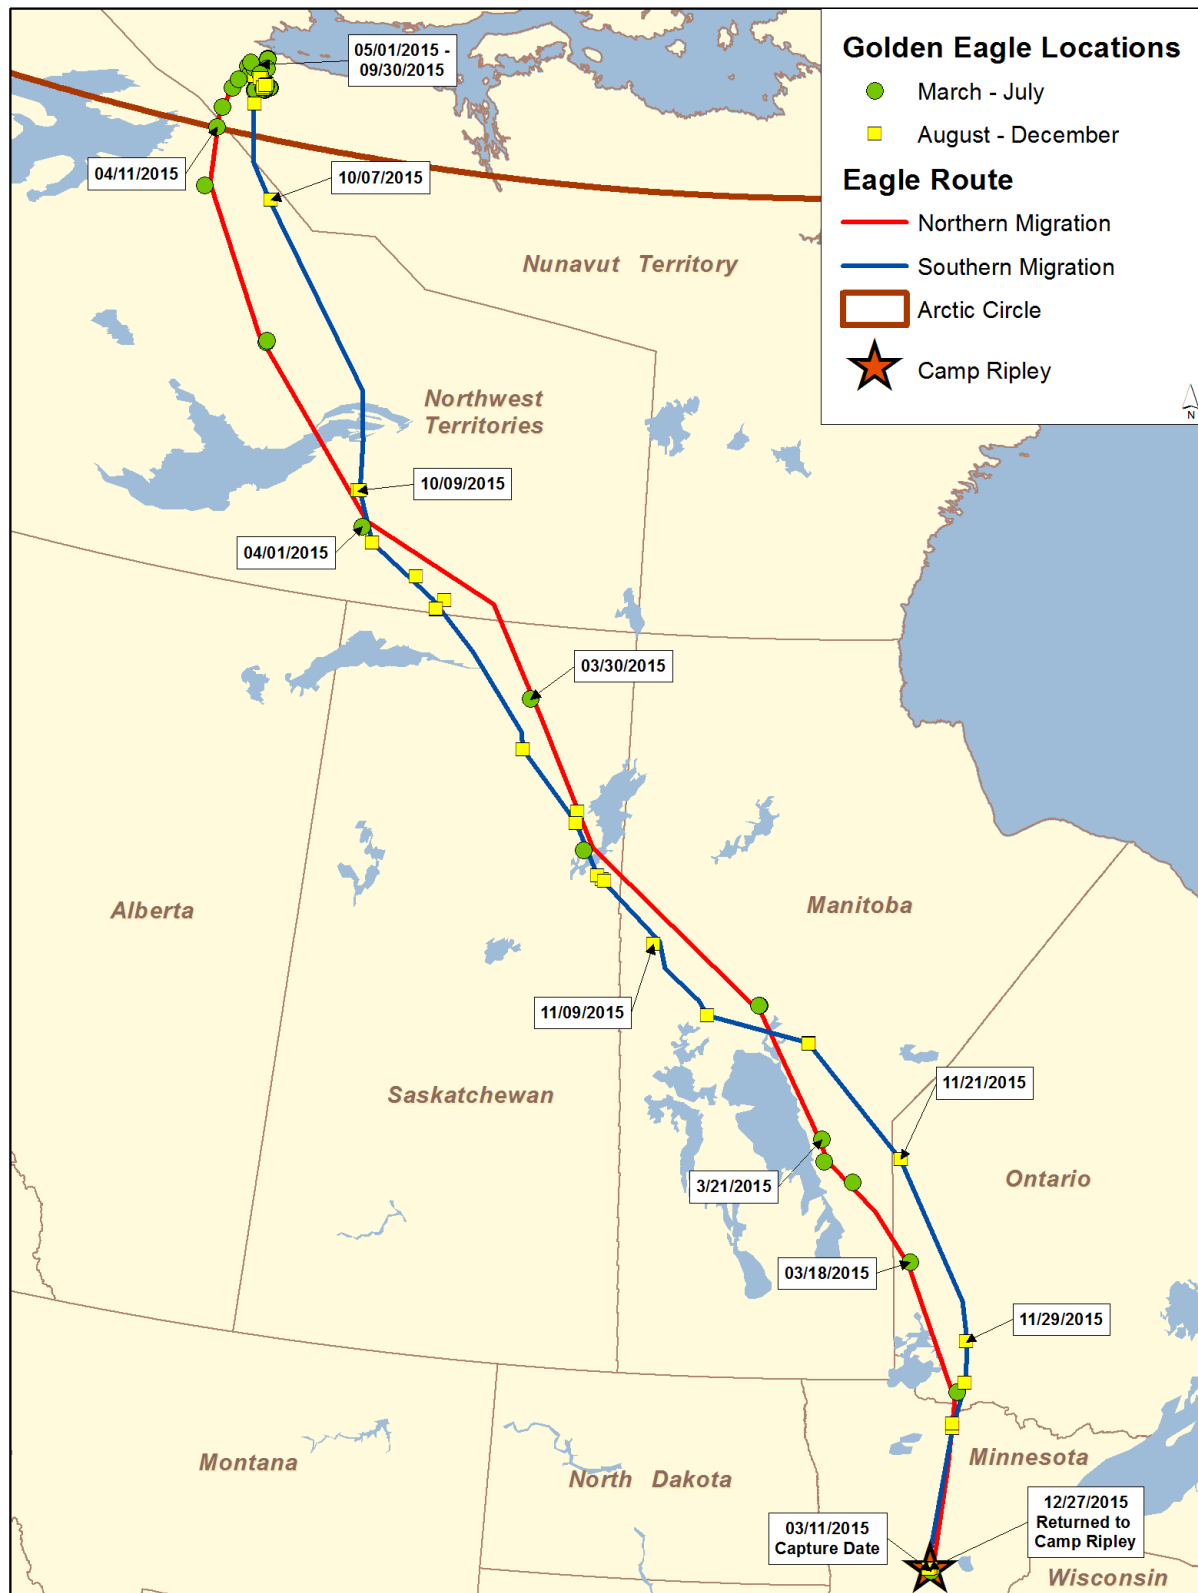 05/01/2015 -
09/30/2015
Golden Eagle Locations
March - July
August - December
Eagle Route
Northern Migration
Southern Migration
Arctic Circle
Camp Ripley
N
04/11/2015
10/07/2015
Nunavut Territory
Northwest
Territories
10/09/2015
04/01/2015
03/30/2015
Alberta
Manitoba
11/09/2015
Saskatchewan
11/21/2015
3/21/2015
Ontario
03/18/2015
11/29/2015
Montana
North Dakota
Minnesota
03/11/2015
Capture Date
12/27/2015
Returned to
Camp Ripley
Wisconsin